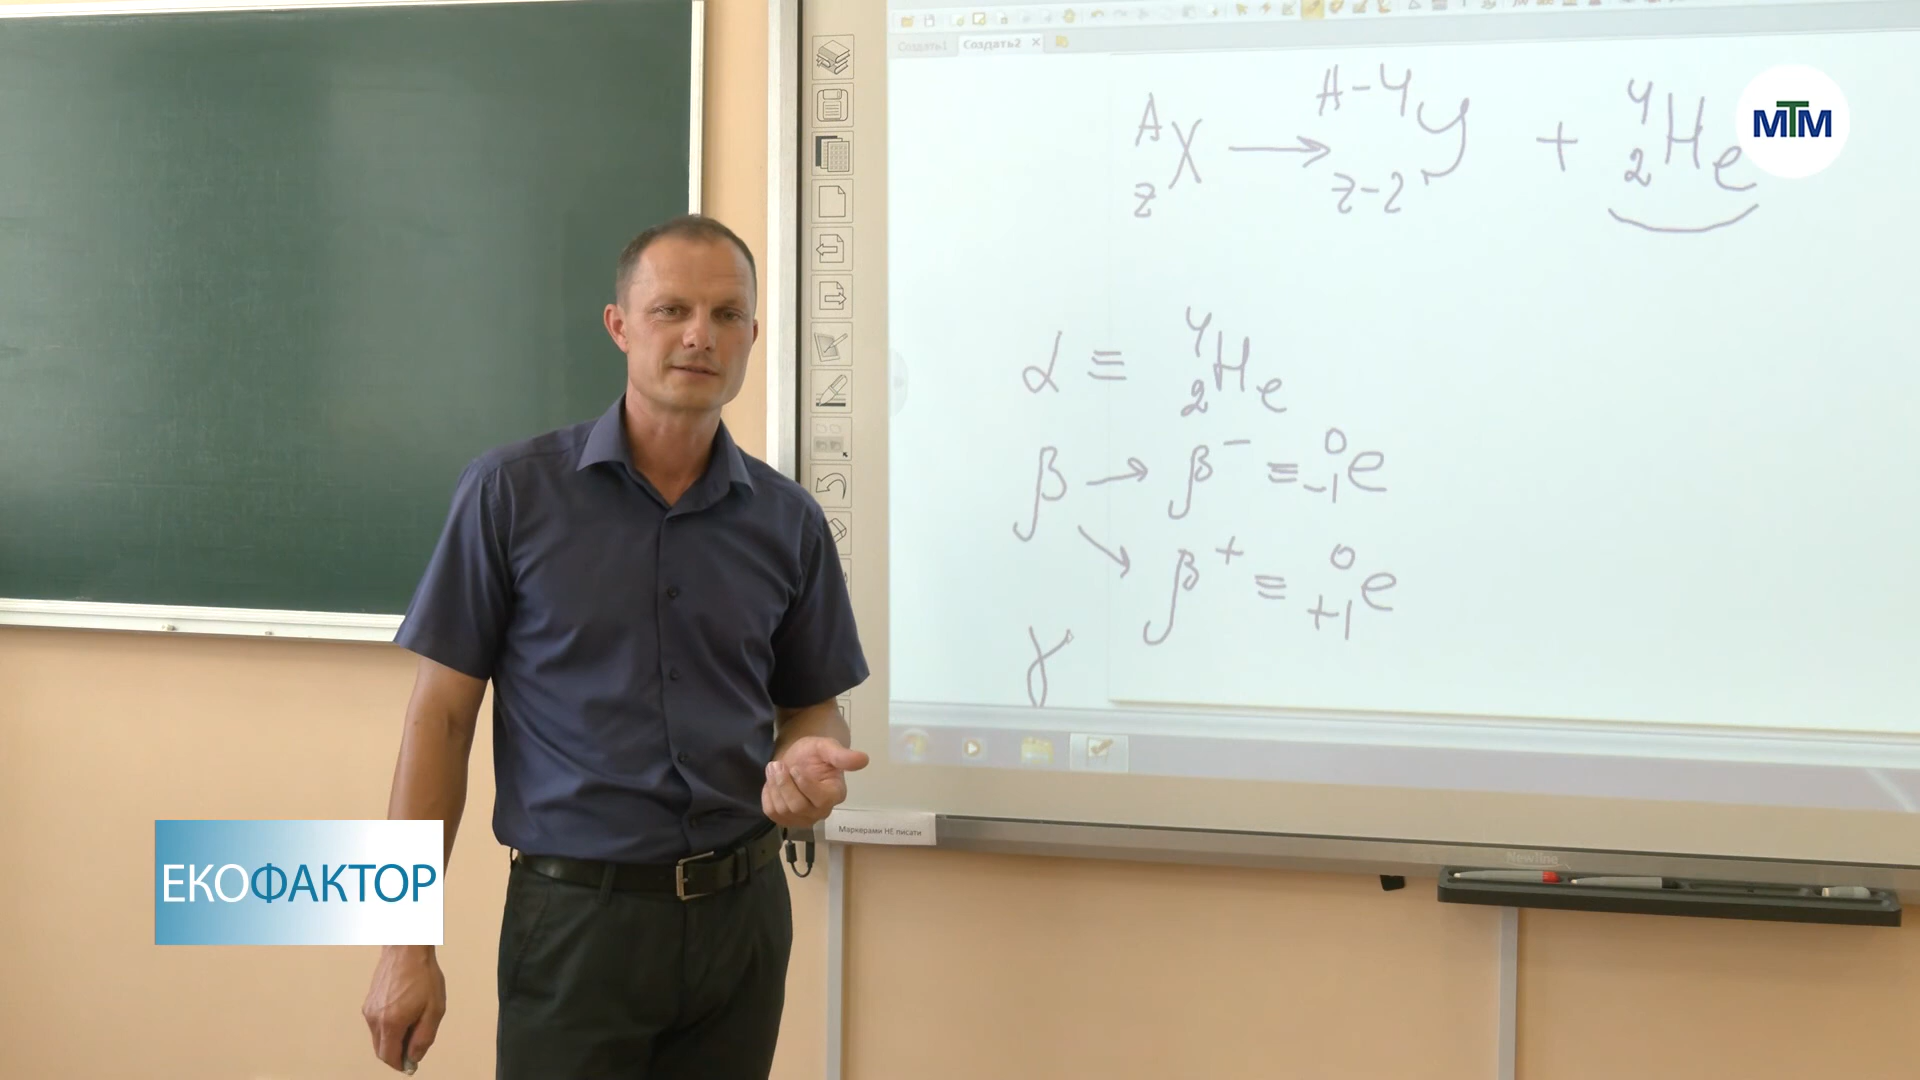 Создать1 Создать2
МТМ
A/Z X → A-4/Z-2 Y + 4/2 He
α ≡ 4/2 He
β → β⁻ ≡ 0/-1 e
β⁺ ≡ 0/+1 e
γ
ЕКОФАКТОР
Маркерами НЕ писати
Newline